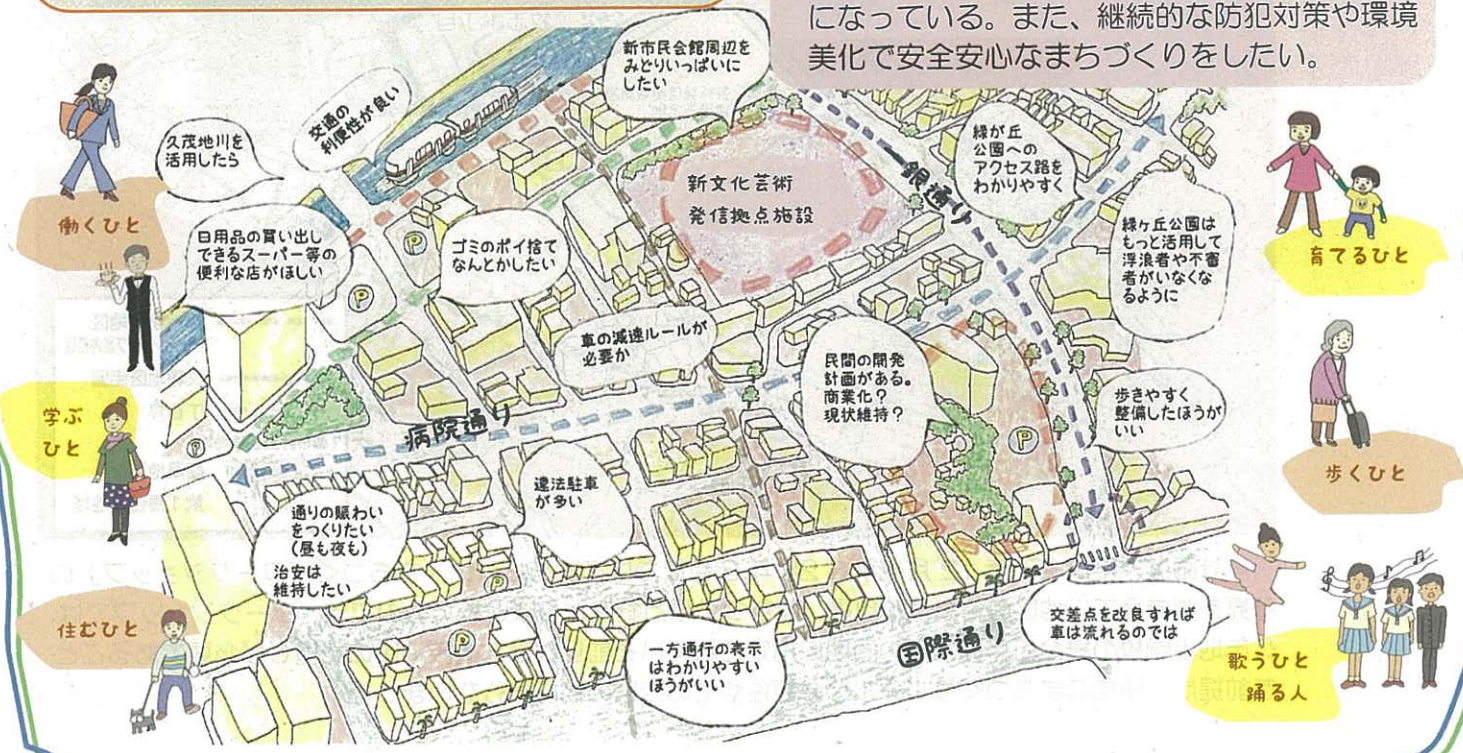 になっている。また、継続的な防犯対策や環境
美化で安全安心なまちづくりをしたい。
新市民会館周辺を
みどりいっぱいに
したい
交通の
利便性が良い
久茂地川を
活用したら
働くひと
日用品の買い出し
できるスーパー等の
便利な店がほしい
ゴミのポイ捨て
なんとかしたい
新文化芸術
発信拠点施設
一銀通り
緑が丘
公園への
アクセス路を
わかりやすく
緑ヶ丘公園は
もっと活用して
浮浪者や不審
者がいなくな
るように
育てるひと
車の減速ルールが
必要か
民間の開発
計画がある。
商業化？
現状維持？
歩きやすく
整備したほうが
いい
歩くひと
学ぶ
ひと
病院通り
違法駐車
が多い
通りの賑わい
をつくりたい
（昼も夜も）
治安は
維持したい
住むひと
一方通行の表示
はわかりやすい
ほうがいい
国際通り
交差点を改良すれば
車は流れるのでは
歌うひと
踊る人
P
P
P
P
P
P